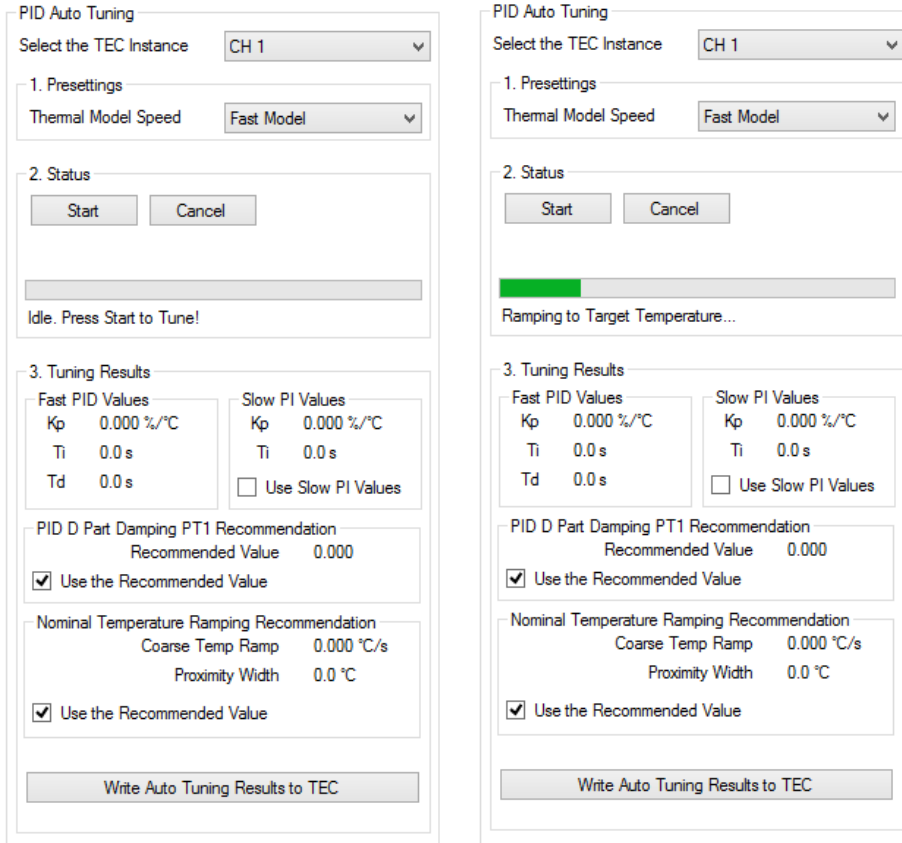 PID Auto Tuning
Select the TEC Instance CH 1
1. Presettings
Thermal Model Speed Fast Model
2. Status
Start Cancel
Idle. Press Start to Tune!
3. Tuning Results
Fast PID Values Slow PI Values
Kp 0.000 %/°C Kp 0.000 %/°C
Ti 0.0 s Ti 0.0 s
Td 0.0 s Use Slow PI Values
PID D Part Damping PT1 Recommendation
Recommended Value 0.000
Use the Recommended Value
Nominal Temperature Ramping Recommendation
Coarse Temp Ramp 0.000 °C/s
Proximity Width 0.0 °C
Use the Recommended Value
Write Auto Tuning Results to TEC
PID Auto Tuning
Select the TEC Instance CH 1
1. Presettings
Thermal Model Speed Fast Model
2. Status
Start Cancel
Ramping to Target Temperature...
3. Tuning Results
Fast PID Values Slow PI Values
Kp 0.000 %/°C Kp 0.000 %/°C
Ti 0.0 s Ti 0.0 s
Td 0.0 s Use Slow PI Values
PID D Part Damping PT1 Recommendation
Recommended Value 0.000
Use the Recommended Value
Nominal Temperature Ramping Recommendation
Coarse Temp Ramp 0.000 °C/s
Proximity Width 0.0 °C
Use the Recommended Value
Write Auto Tuning Results to TEC